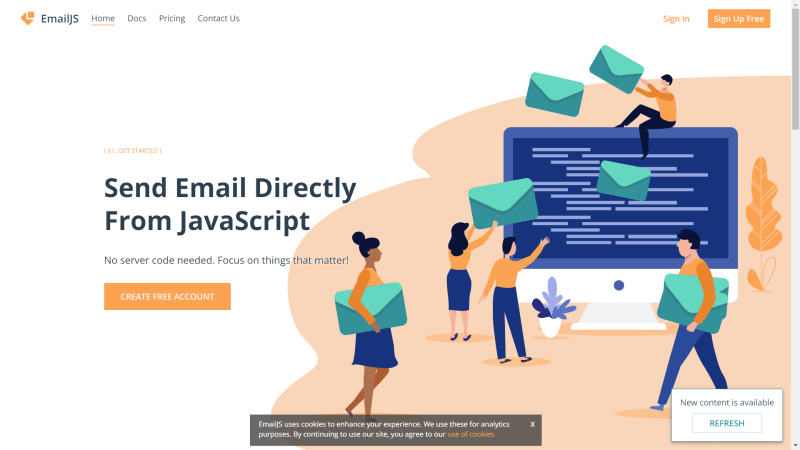 EmailJS
Home
Docs
Pricing
Contact Us
Sign In
Sign Up Free
( 01. GET STARTED )
Send Email Directly
From JavaScript
No server code needed. Focus on things that matter!
CREATE FREE ACCOUNT
New content is available
REFRESH
EmailJS uses cookies to enhance your experience. We use these for analytics
purposes. By continuing to use our site, you agree to our use of cookies
X